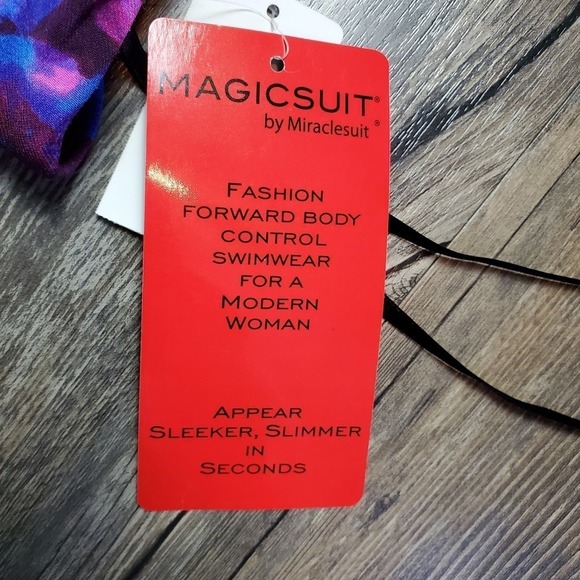 MAGICSUIT®
by Miraclesuit®
FASHION
FORWARD BODY
CONTROL
SWIMWEAR
FOR A
MODERN
WOMAN
APPEAR
SLEEKER, SLIMMER
IN
SECONDS